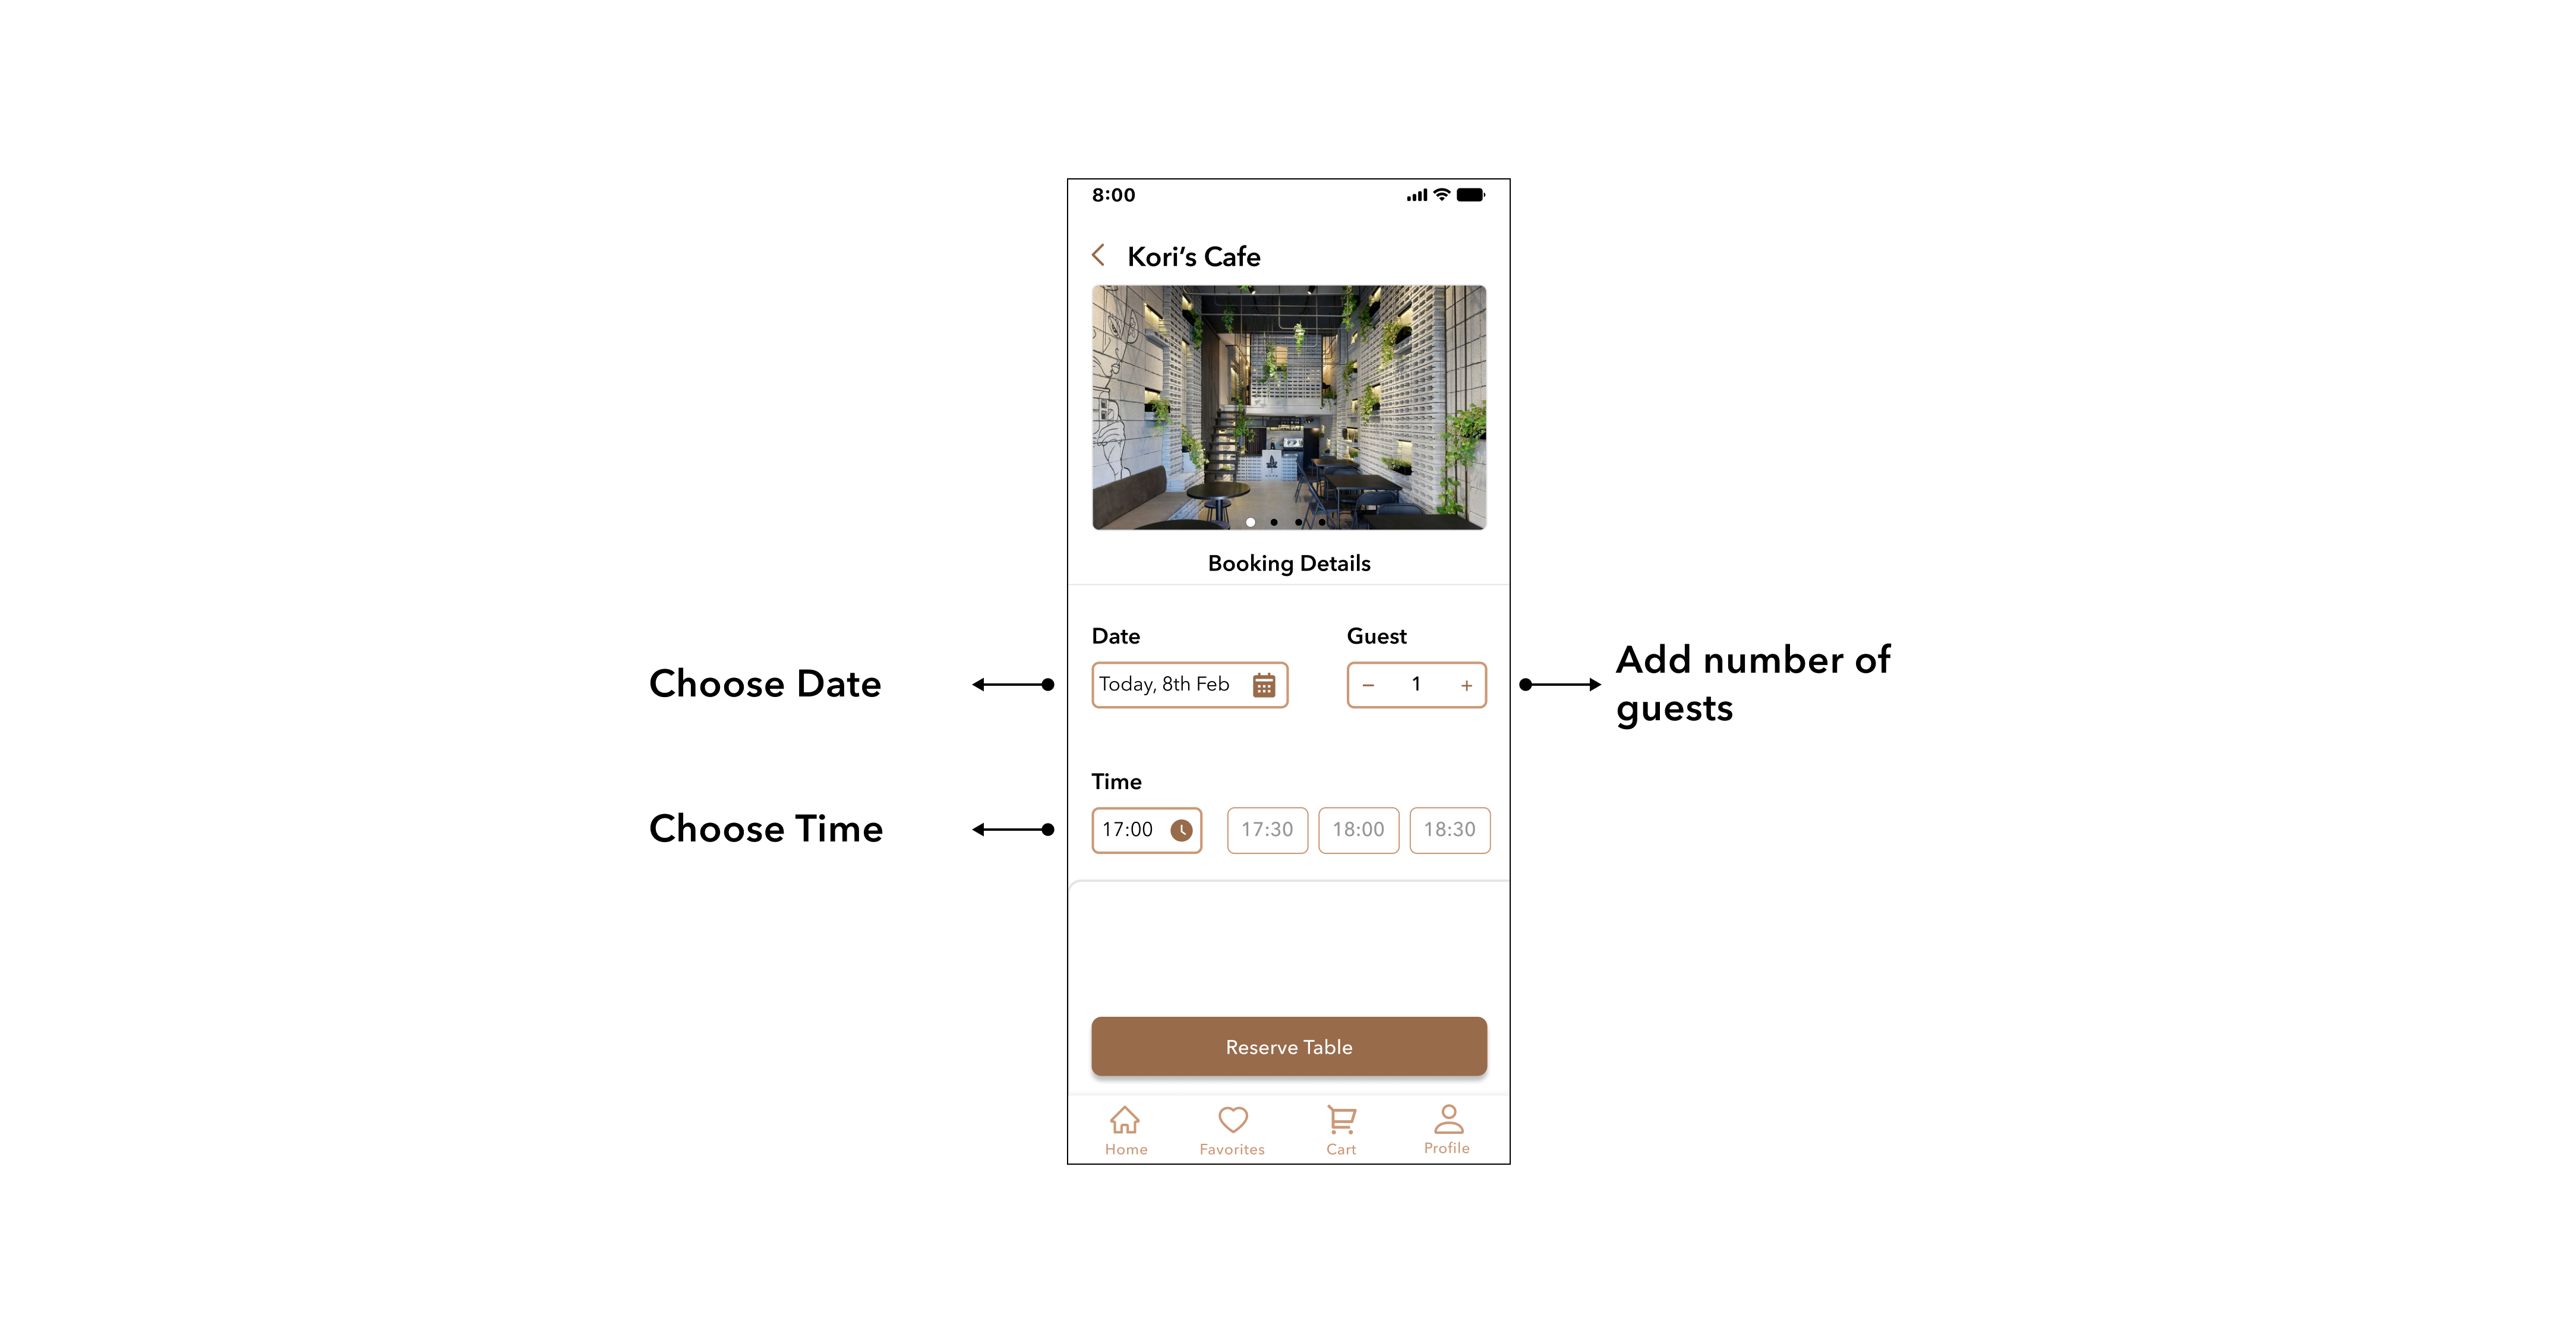 8:00
Kori's Cafe
Booking Details
Date
Guest
Choose Date
Today, 8th Feb
− 1 +
Add number of
guests
Time
Choose Time
17:00
17:30
18:00
18:30
Reserve Table
Home
Favorites
Cart
Profile